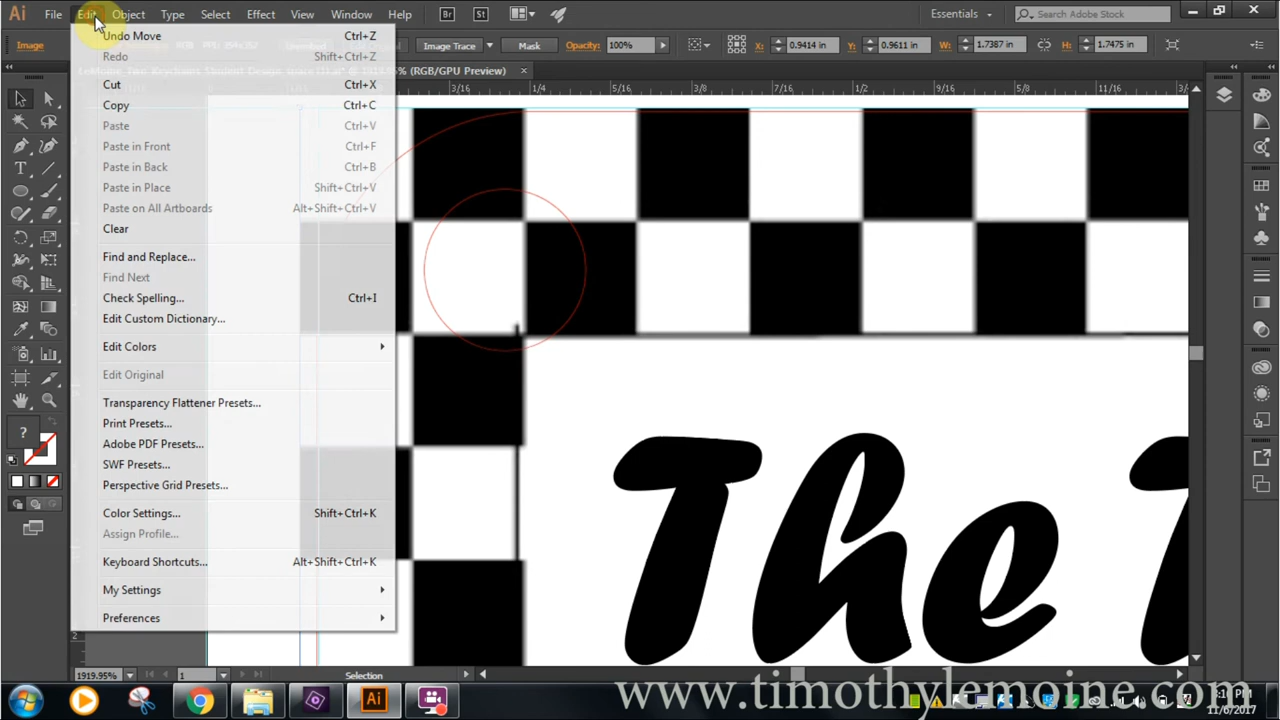 Ai File Edit Object Type Select Effect View Window Help Br St Essentials Search Adobe Stock
Image Image Trace Mask Opacity: 100% X: 0.9414 in Y: 0.9611 in W: 1.7387 in H: 1.7475 in
(RGB/GPU Preview) ×
3/16 1/4 5/16 3/8 7/16 1/2 9/16 5/8 11/16
Undo Move Ctrl+Z
Redo Shift+Ctrl+Z
Cut Ctrl+X
Copy Ctrl+C
Paste Ctrl+V
Paste in Front Ctrl+F
Paste in Back Ctrl+B
Paste in Place Shift+Ctrl+V
Paste on All Artboards Alt+Shift+Ctrl+V
Clear
Find and Replace...
Find Next
Check Spelling... Ctrl+I
Edit Custom Dictionary...
Edit Colors
Edit Original
Transparency Flattener Presets...
Print Presets...
Adobe PDF Presets...
SWF Presets...
Perspective Grid Presets...
Color Settings... Shift+Ctrl+K
Assign Profile...
Keyboard Shortcuts... Alt+Shift+Ctrl+K
My Settings
Preferences
The T
?
2
1919.95% 1 Selection
Ai
www.timothylemoine.com
11/6/2017